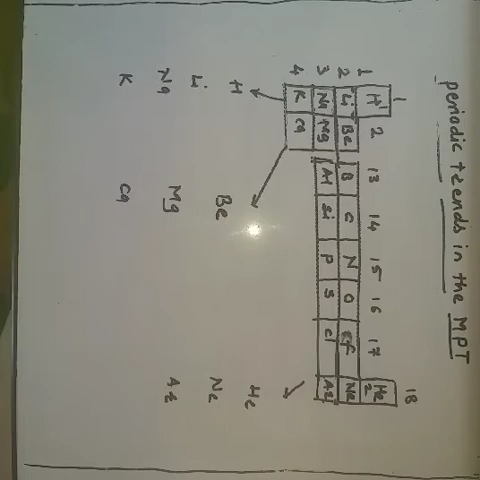 periodic trends in the MPT
1 18
1 H 2 13 14 15 16 17 He
2 Li Be B C N O F Ne
3 Na Mg Al Si P S Cl Ar
4 K Ca
H Be He
Li Mg Ne
Na Ca Ar
K